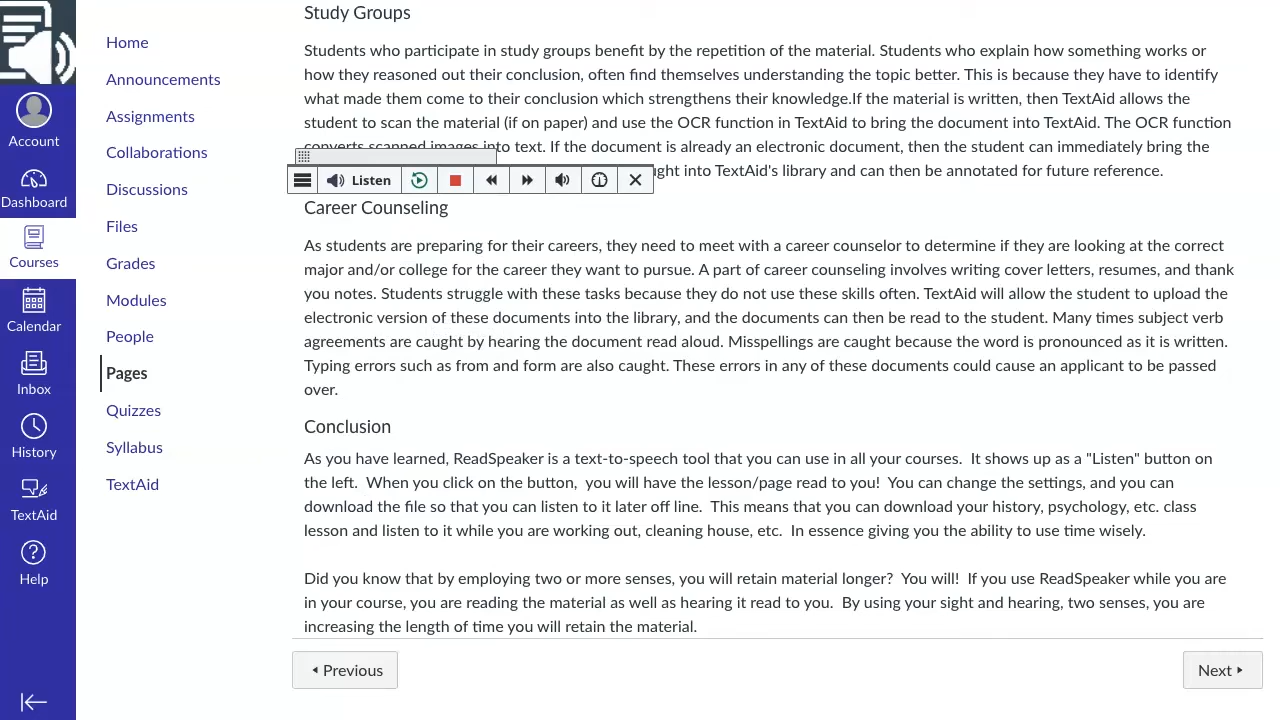 Account
Dashboard
Courses
Calendar
Inbox
History
TextAid
Help
Home
Announcements
Assignments
Collaborations
Discussions
Files
Grades
Modules
People
Pages
Quizzes
Syllabus
TextAid
Study Groups
Students who participate in study groups benefit by the repetition of the material. Students who explain how something works or
how they reasoned out their conclusion, often find themselves understanding the topic better. This is because they have to identify
what made them come to their conclusion which strengthens their knowledge.If the material is written, then TextAid allows the
student to scan the material (if on paper) and use the OCR function in TextAid to bring the document into TextAid. The OCR function
converts scanned images into text. If the document is already an electronic document, then the student can immediately bring the
Listen
ught into TextAid's library and can then be annotated for future reference.
Career Counseling
As students are preparing for their careers, they need to meet with a career counselor to determine if they are looking at the correct
major and/or college for the career they want to pursue. A part of career counseling involves writing cover letters, resumes, and thank
you notes. Students struggle with these tasks because they do not use these skills often. TextAid will allow the student to upload the
electronic version of these documents into the library, and the documents can then be read to the student. Many times subject verb
agreements are caught by hearing the document read aloud. Misspellings are caught because the word is pronounced as it is written.
Typing errors such as from and form are also caught. These errors in any of these documents could cause an applicant to be passed
over.
Conclusion
As you have learned, ReadSpeaker is a text-to-speech tool that you can use in all your courses.  It shows up as a "Listen" button on
the left.  When you click on the button,  you will have the lesson/page read to you!  You can change the settings, and you can
download the file so that you can listen to it later off line.  This means that you can download your history, psychology, etc. class
lesson and listen to it while you are working out, cleaning house, etc.  In essence giving you the ability to use time wisely.
Did you know that by employing two or more senses, you will retain material longer?  You will!  If you use ReadSpeaker while you are
in your course, you are reading the material as well as hearing it read to you.  By using your sight and hearing, two senses, you are
increasing the length of time you will retain the material.
Previous
Next